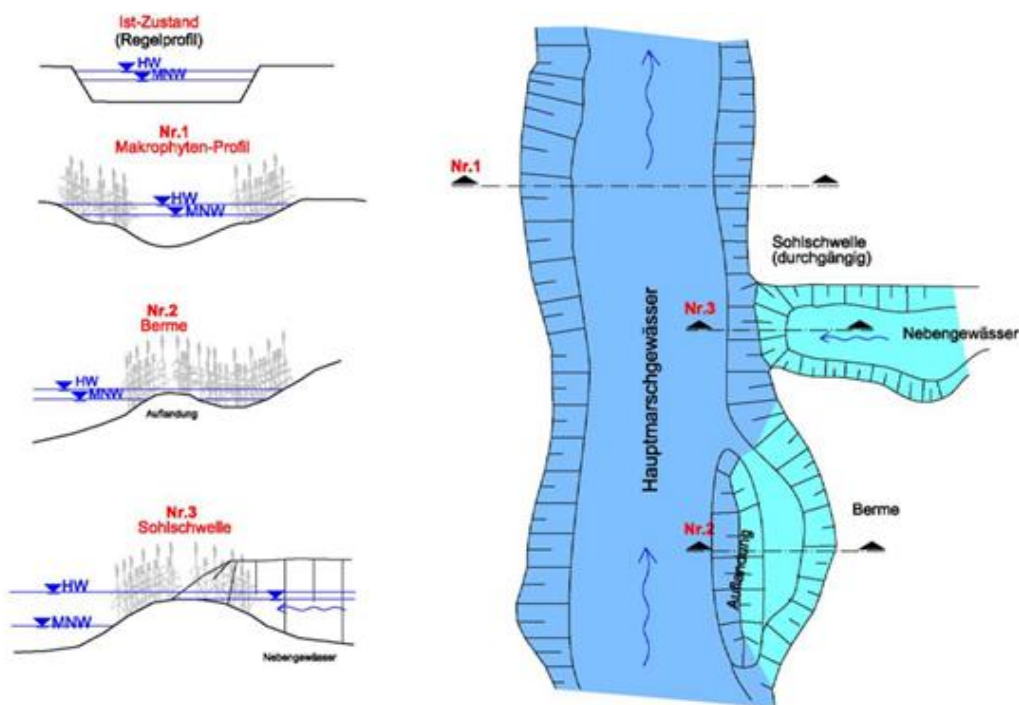 Ist-Zustand
(Regelprofil)
HW
MNW
Nr.1
Makrophyten-Profil
HW
MNW
Nr.2
Berme
HW
MNW
Auflandung
Nr.3
Sohlschwelle
HW
MNW
Nebengewässer
Nr.1
Sohlschwelle
(durchgängig)
Nr.3
Nebengewässer
Hauptmarschgewässer
Berme
Nr.2
Auflandung